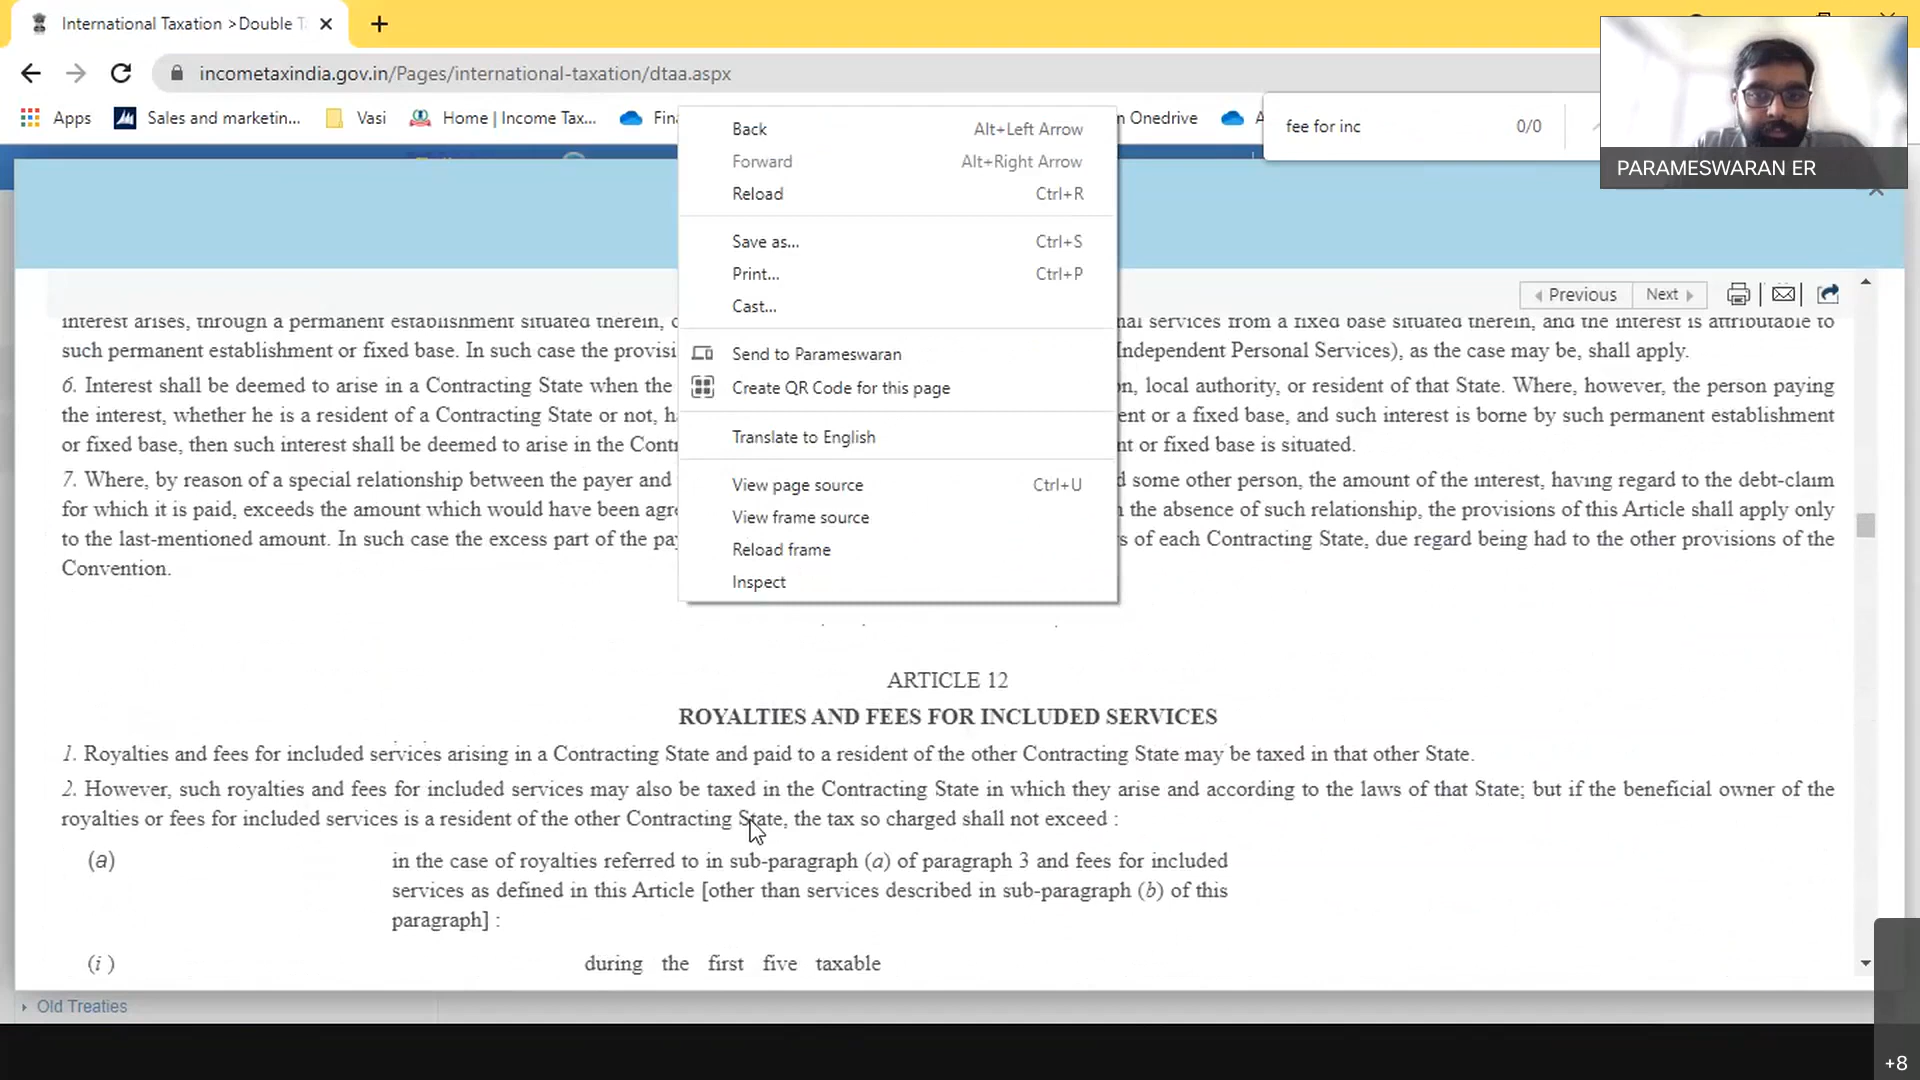 International Taxation >Double T
incometaxindia.gov.in/Pages/international-taxation/dtaa.aspx
Apps
Sales and marketin...
Vasi
Home | Income Tax...
Onedrive
fee for inc
0/0
PARAMESWARAN ER
Back Alt+Left Arrow
Forward Alt+Right Arrow
Reload Ctrl+R
Save as... Ctrl+S
Print... Ctrl+P
Cast...
Send to Parameswaran
Create QR Code for this page
Translate to English
View page source Ctrl+U
View frame source
Reload frame
Inspect
Previous
Next
interest arises, through a permanent establishment situated therein, services from a fixed base situated therein, and the interest is attributable to
such permanent establishment or fixed base. In such case the provisi Independent Personal Services), as the case may be, shall apply.
6. Interest shall be deemed to arise in a Contracting State when the local authority, or resident of that State. Where, however, the person paying
the interest, whether he is a resident of a Contracting State or not, ent or a fixed base, and such interest is borne by such permanent establishment
or fixed base, then such interest shall be deemed to arise in the Cont nt or fixed base is situated.
7. Where, by reason of a special relationship between the payer and some other person, the amount of the interest, having regard to the debt-claim
for which it is paid, exceeds the amount which would have been agre the absence of such relationship, the provisions of this Article shall apply only
to the last-mentioned amount. In such case the excess part of the pay s of each Contracting State, due regard being had to the other provisions of the
Convention.
ARTICLE 12
ROYALTIES AND FEES FOR INCLUDED SERVICES
1. Royalties and fees for included services arising in a Contracting State and paid to a resident of the other Contracting State may be taxed in that other State.
2. However, such royalties and fees for included services may also be taxed in the Contracting State in which they arise and according to the laws of that State; but if the beneficial owner of the
royalties or fees for included services is a resident of the other Contracting State, the tax so charged shall not exceed :
(a) in the case of royalties referred to in sub-paragraph (a) of paragraph 3 and fees for included
services as defined in this Article [other than services described in sub-paragraph (b) of this
paragraph] :
(i ) during the first five taxable
Old Treaties
+8